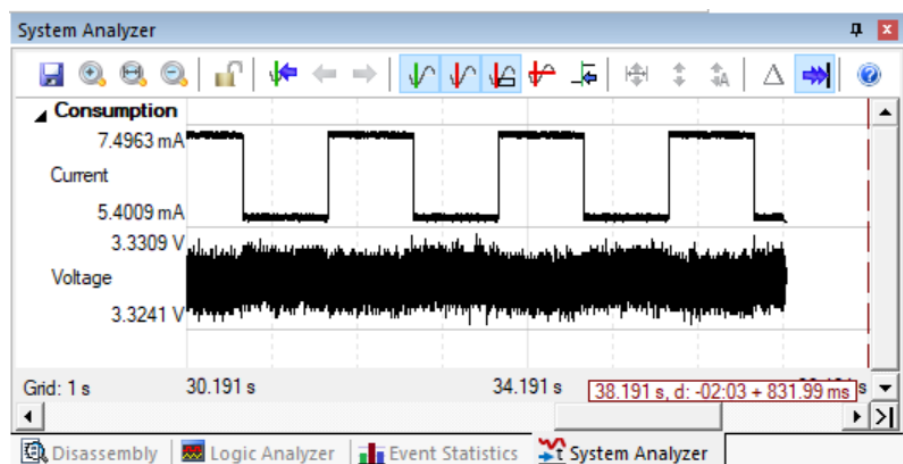 System Analyzer
Consumption
7.4963 mA
Current
5.4009 mA
3.3309 V
Voltage
3.3241 V
Grid: 1 s
30.191 s
34.191 s
38.191 s, d: -02:03 + 831.99 ms
s
Disassembly
Logic Analyzer
Event Statistics
System Analyzer